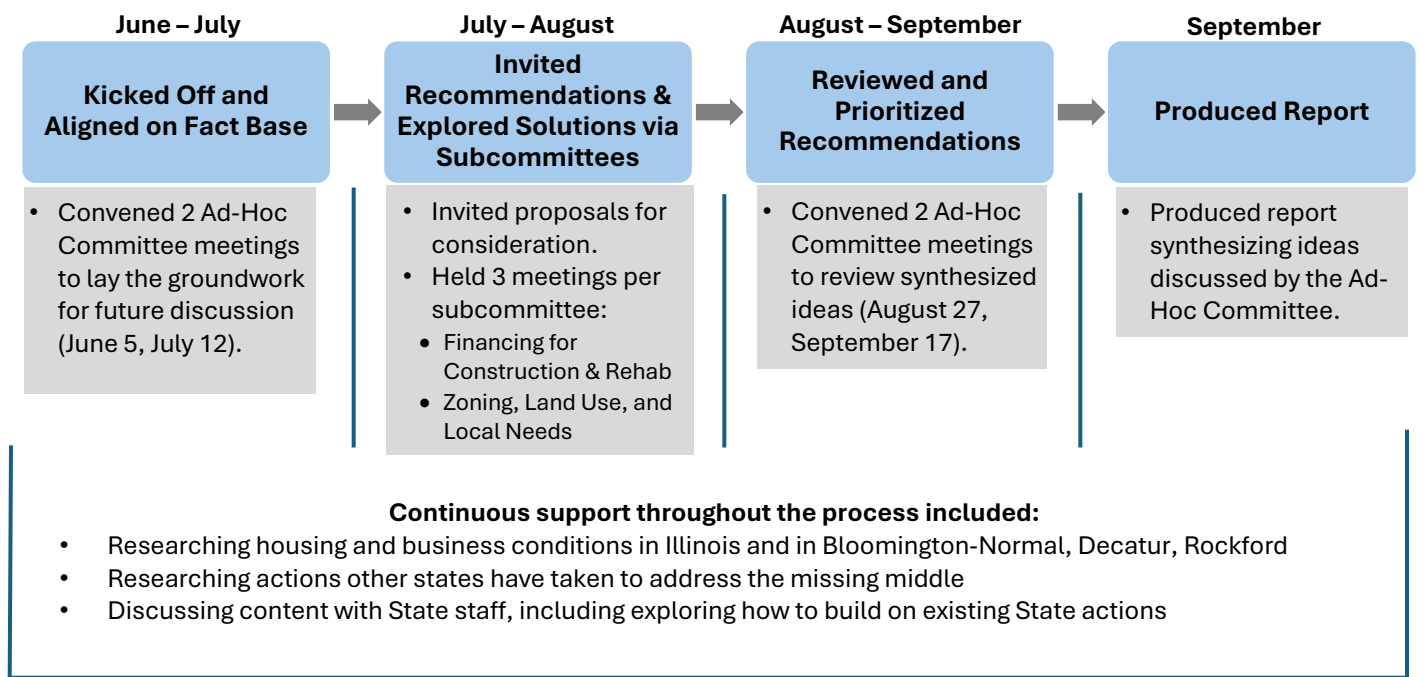 June – July
Kicked Off and
Aligned on Fact Base
• Convened 2 Ad-Hoc
Committee meetings
to lay the groundwork
for future discussion
(June 5, July 12).
July – August
Invited
Recommendations &
Explored Solutions via
Subcommittees
• Invited proposals for
consideration.
• Held 3 meetings per
subcommittee:
• Financing for
Construction & Rehab
• Zoning, Land Use, and
Local Needs
August – September
Reviewed and
Prioritized
Recommendations
• Convened 2 Ad-Hoc
Committee meetings
to review synthesized
ideas (August 27,
September 17).
September
Produced Report
• Produced report
synthesizing ideas
discussed by the Ad-
Hoc Committee.
Continuous support throughout the process included:
• Researching housing and business conditions in Illinois and in Bloomington-Normal, Decatur, Rockford
• Researching actions other states have taken to address the missing middle
• Discussing content with State staff, including exploring how to build on existing State actions